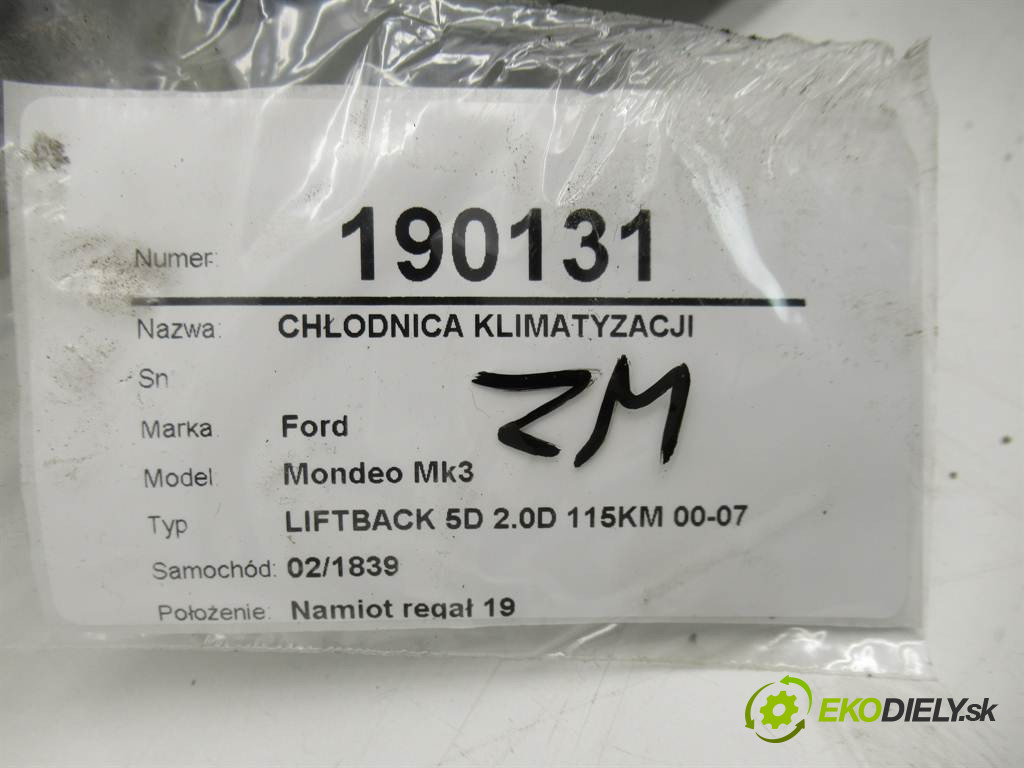 Numer: 190131
Nazwa: CHŁODNICA KLIMATYZACJI
Sn
ZM
Marka Ford
Model Mondeo Mk3
Typ LIFTBACK 5D 2.0D 115KM 00-07
Samochód: 02/1839
Położenie: Namiot regał 19
EKODIELY.sk